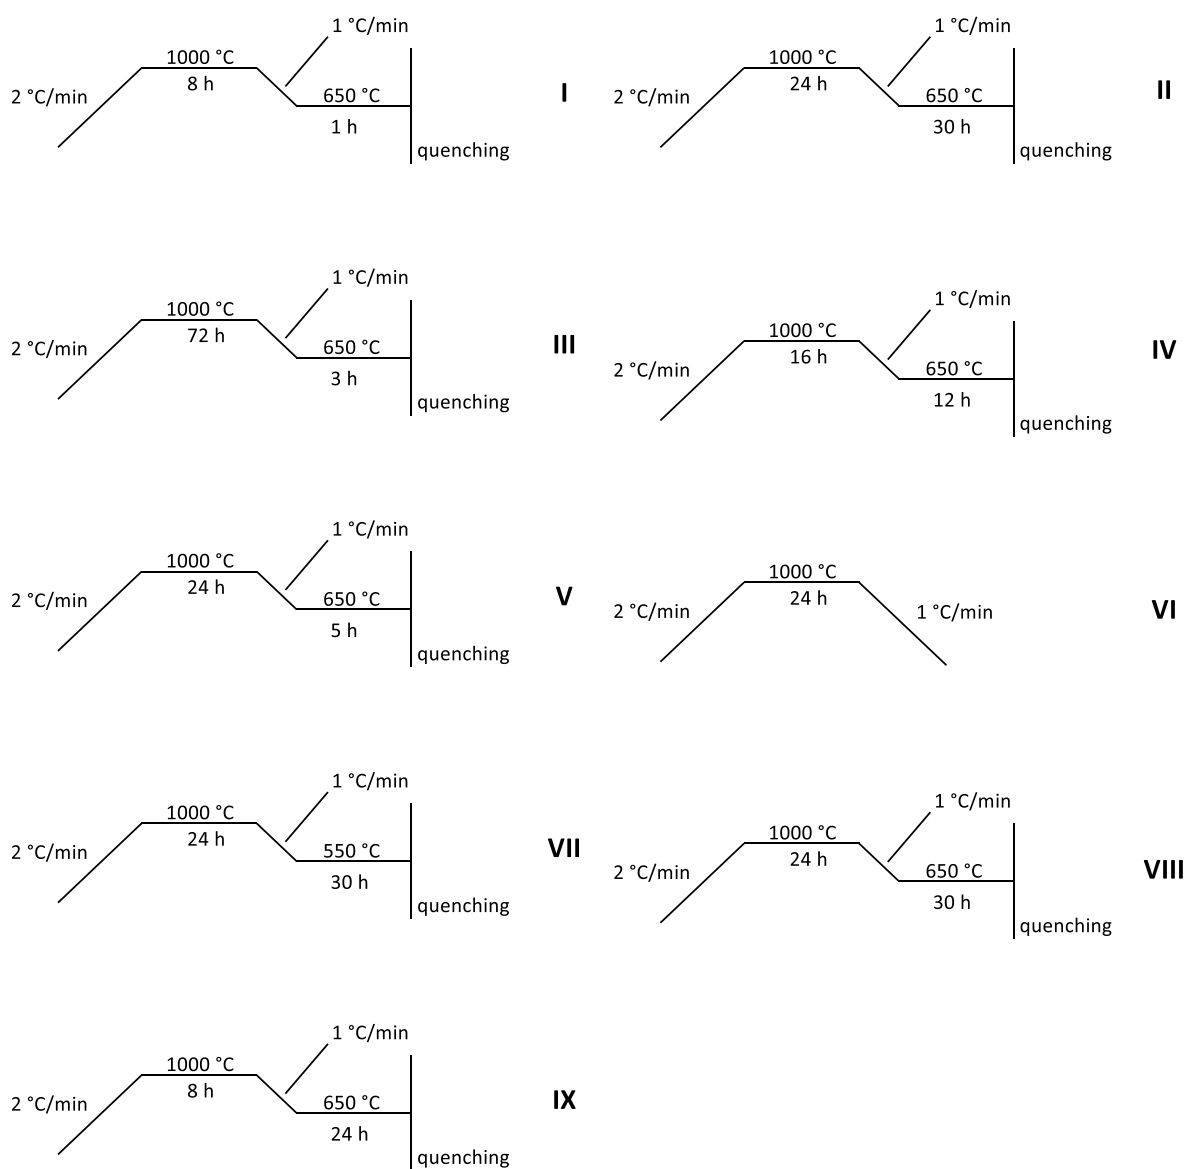 1 °C/min
1000 °C
8 h
2 °C/min
650 °C
1 h
quenching
I
1 °C/min
1000 °C
24 h
2 °C/min
650 °C
30 h
quenching
II
1 °C/min
1000 °C
72 h
2 °C/min
650 °C
3 h
quenching
III
1 °C/min
1000 °C
16 h
2 °C/min
650 °C
12 h
quenching
IV
1 °C/min
1000 °C
24 h
2 °C/min
650 °C
5 h
quenching
V
1000 °C
24 h
2 °C/min
1 °C/min
VI
1 °C/min
1000 °C
24 h
2 °C/min
550 °C
30 h
quenching
VII
1 °C/min
1000 °C
24 h
2 °C/min
650 °C
30 h
quenching
VIII
1 °C/min
1000 °C
8 h
2 °C/min
650 °C
24 h
quenching
IX